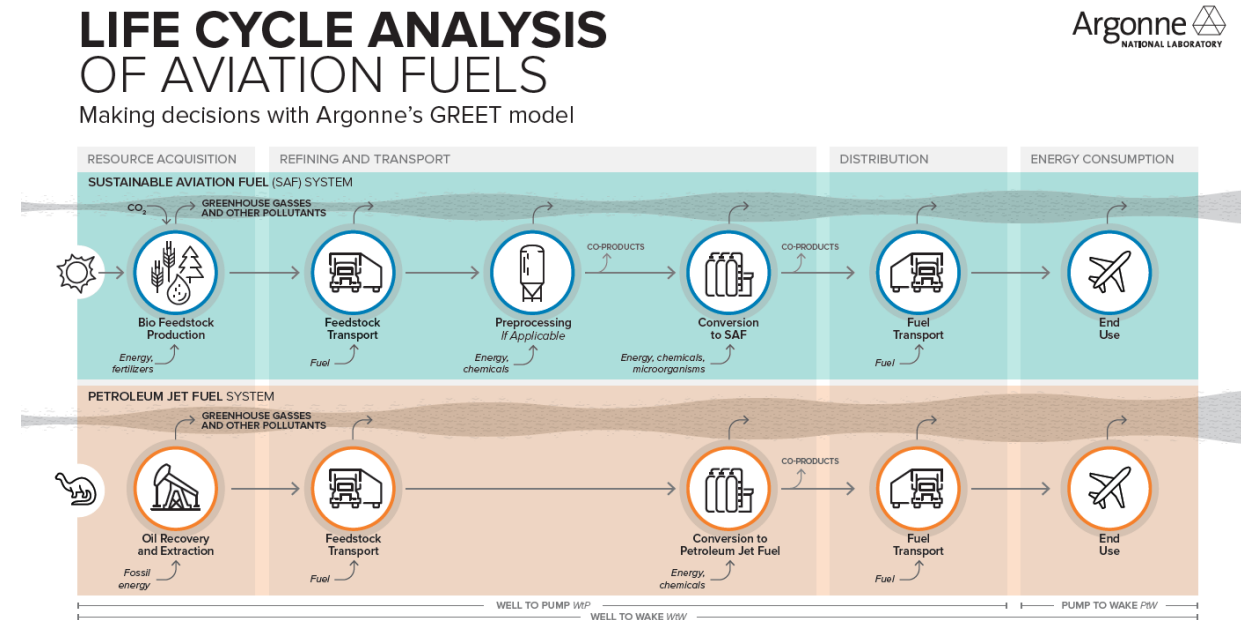 LIFE CYCLE ANALYSIS
OF AVIATION FUELS
Making decisions with Argonne's GREET model
Argonne
NATIONAL LABORATORY
RESOURCE ACQUISITION
REFINING AND TRANSPORT
DISTRIBUTION
ENERGY CONSUMPTION
SUSTAINABLE AVIATION FUEL (SAF) SYSTEM
CO₂
GREENHOUSE GASSES
AND OTHER POLLUTANTS
CO-PRODUCTS
CO-PRODUCTS
Bio Feedstock
Production
Feedstock
Transport
Preprocessing
If Applicable
Conversion
to SAF
Fuel
Transport
End
Use
Energy,
fertilizers
Fuel
Energy,
chemicals
Energy, chemicals,
microorganisms
Fuel
PETROLEUM JET FUEL SYSTEM
GREENHOUSE GASSES
AND OTHER POLLUTANTS
CO-PRODUCTS
Oil Recovery
and Extraction
Feedstock
Transport
Conversion to
Petroleum Jet Fuel
Fuel
Transport
End
Use
Fossil
energy
Fuel
Energy,
chemicals
Fuel
WELL TO PUMP WtP
PUMP TO WAKE PtW
WELL TO WAKE WtW